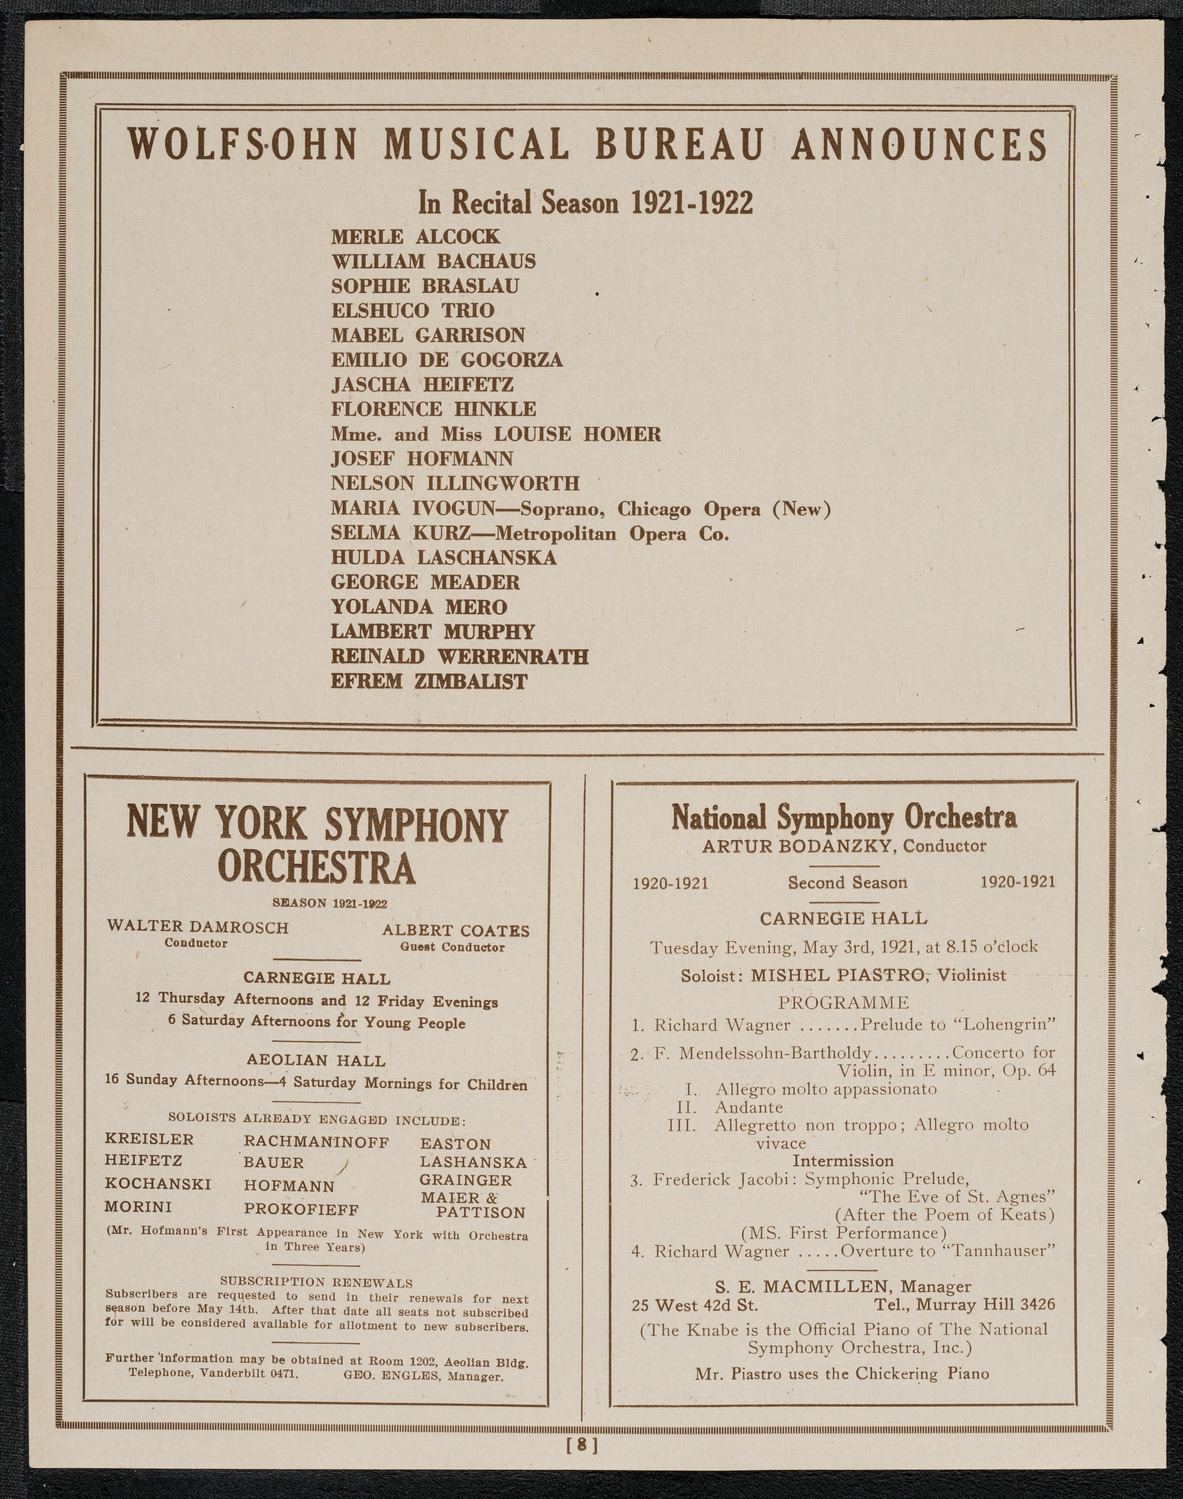 WOLFSOHN MUSICAL BUREAU ANNOUNCES
In Recital Season 1921-1922
MERLE ALCOCK
WILLIAM BACHAUS
SOPHIE BRASLAU
ELSHUCO TRIO
MABEL GARRISON
EMILIO DE GOGORZA
JASCHA HEIFETZ
FLORENCE HINKLE
Mme. and Miss LOUISE HOMER
JOSEF HOFMANN
NELSON ILLINGWORTH
MARIA IVOGUN—Soprano, Chicago Opera (New)
SELMA KURZ—Metropolitan Opera Co.
HULDA LASCHANSKA
GEORGE MEADER
YOLANDA MERO
LAMBERT MURPHY
REINALD WERRENRATH
EFREM ZIMBALIST
NEW YORK SYMPHONY
ORCHESTRA
SEASON 1921-1922
WALTER DAMROSCH ALBERT COATES
Conductor Guest Conductor
CARNEGIE HALL
12 Thursday Afternoons and 12 Friday Evenings
6 Saturday Afternoons for Young People
AEOLIAN HALL
16 Sunday Afternoons—4 Saturday Mornings for Children
SOLOISTS ALREADY ENGAGED INCLUDE:
KREISLER RACHMANINOFF EASTON
HEIFETZ BAUER LASHANSKA
KOCHANSKI HOFMANN GRAINGER
MORINI PROKOFIEFF MAIER &
PATTISON
(Mr. Hofmann's First Appearance in New York with Orchestra
in Three Years)
SUBSCRIPTION RENEWALS
Subscribers are requested to send in their renewals for next
season before May 14th. After that date all seats not subscribed
for will be considered available for allotment to new subscribers.
Further information may be obtained at Room 1202, Aeolian Bldg.
Telephone, Vanderbilt 0471. GEO. ENGLES, Manager.
National Symphony Orchestra
ARTUR BODANZKY, Conductor
1920-1921 Second Season 1920-1921
CARNEGIE HALL
Tuesday Evening, May 3rd, 1921, at 8.15 o'clock
Soloist: MISHEL PIASTRO, Violinist
PROGRAMME
1. Richard Wagner .......Prelude to "Lohengrin"
2. F. Mendelssohn-Bartholdy.........Concerto for
Violin, in E minor, Op. 64
I. Allegro molto appassionato
II. Andante
III. Allegretto non troppo; Allegro molto
vivace
Intermission
3. Frederick Jacobi: Symphonic Prelude,
"The Eve of St. Agnes"
(After the Poem of Keats)
(MS. First Performance)
4. Richard Wagner .....Overture to "Tannhauser"
S. E. MACMILLEN, Manager
25 West 42d St. Tel., Murray Hill 3426
(The Knabe is the Official Piano of The National
Symphony Orchestra, Inc.)
Mr. Piastro uses the Chickering Piano
[ 8 ]